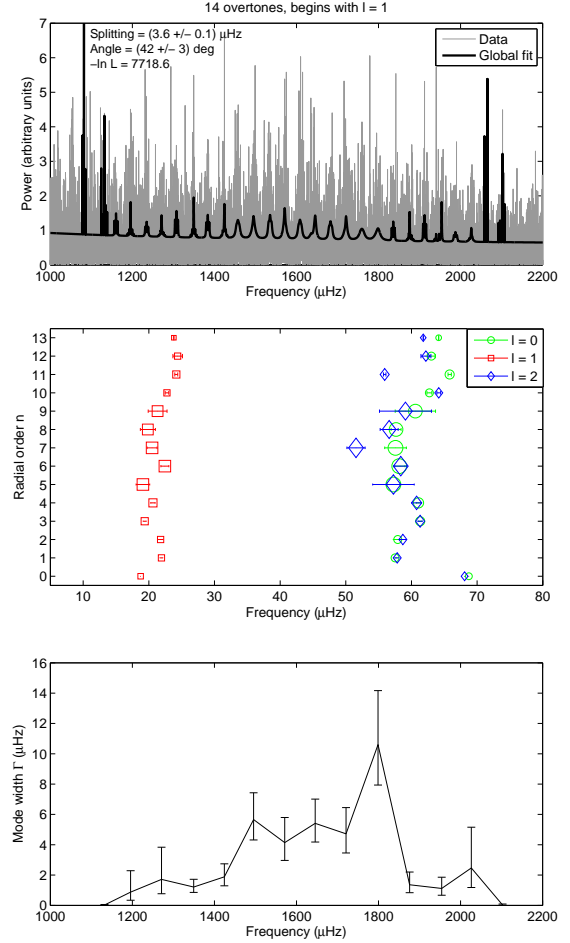 14 overtones, begins with l = 1
Splitting = (3.6 +/− 0.1) μHz
Angle = (42 +/− 3) deg
−ln L = 7718.6
Data
Global fit
Power (arbitrary units)
7
6
5
4
3
2
1
0
1000 1200 1400 1600 1800 2000 2200
Frequency (μHz)
l = 0
l = 1
l = 2
Radial order n
13
12
11
10
9
8
7
6
5
4
3
2
1
0
10 20 30 40 50 60 70 80
Frequency (μHz)
Mode width Γ (μHz)
16
14
12
10
8
6
4
2
0
1000 1200 1400 1600 1800 2000 2200
Frequency (μHz)